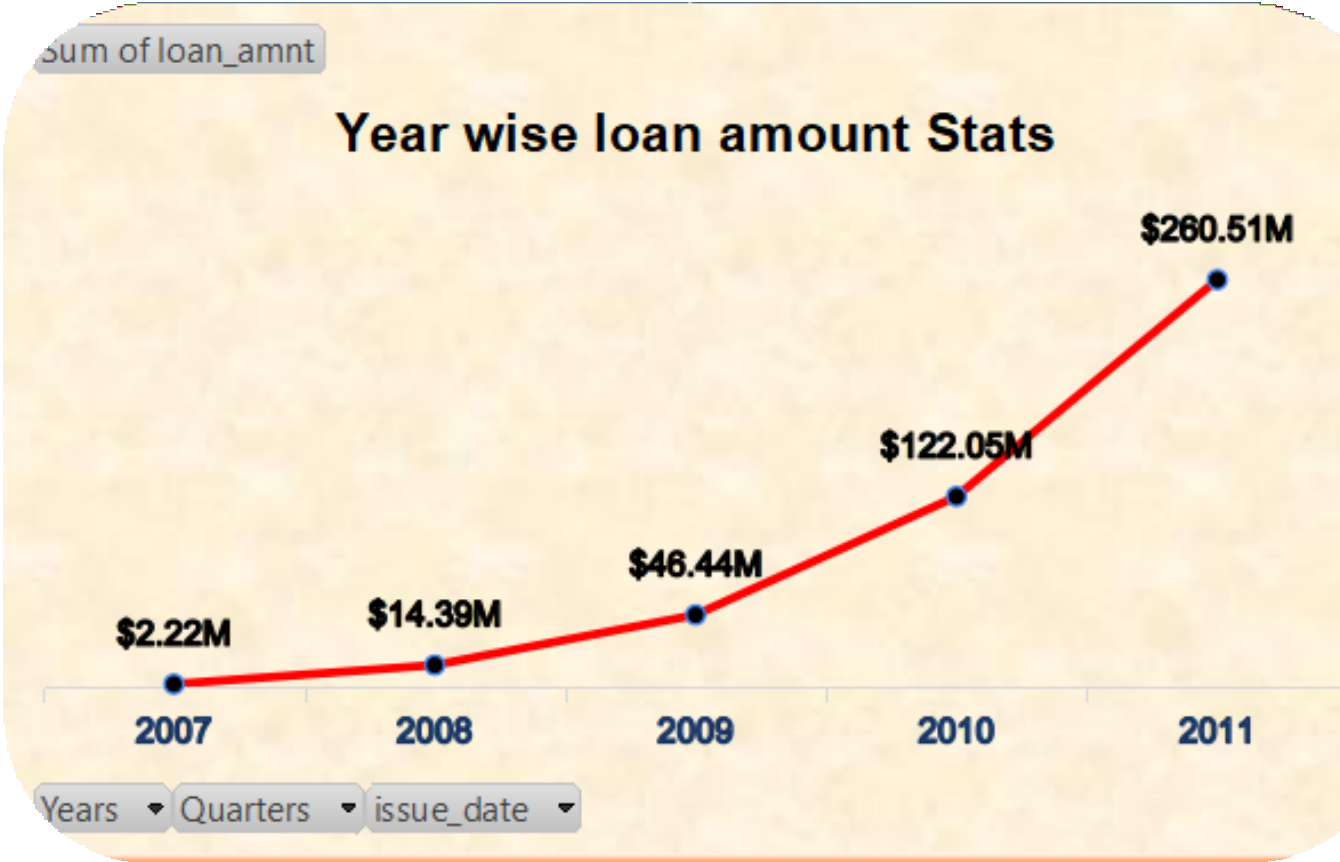 Sum of loan_amnt
Year wise loan amount Stats
$260.51M
$122.05M
$46.44M
$14.39M
$2.22M
2007 2008 2009 2010 2011
Years Quarters issue_date